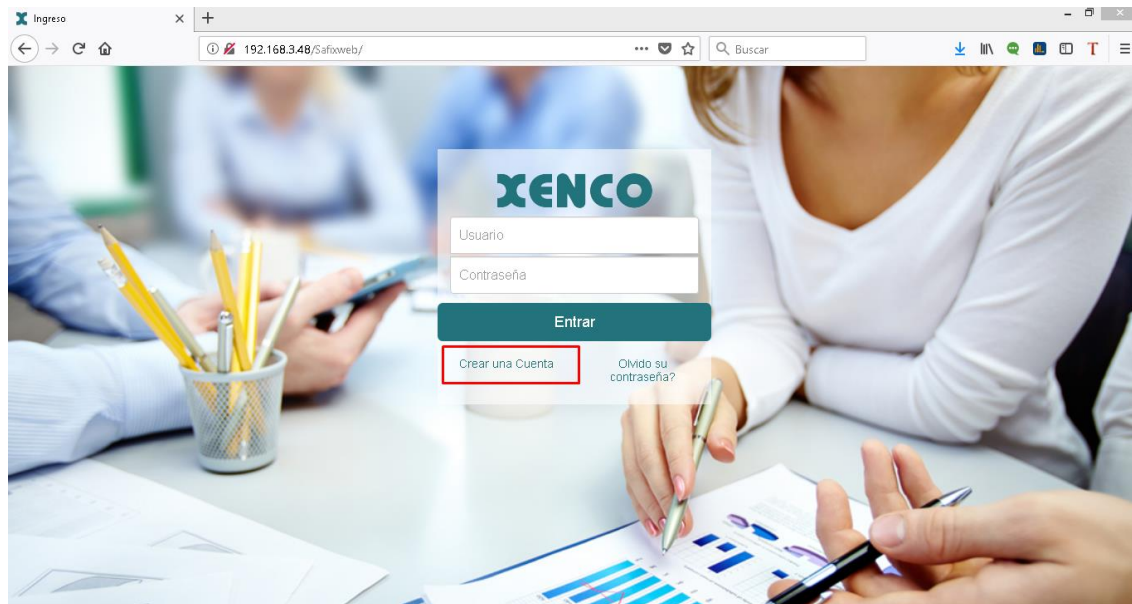 Ingreso
192.168.3.48/Safixweb/
Buscar
XENCO
Usuario
Contraseña
Entrar
Crear una Cuenta
Olvido su
contraseña?